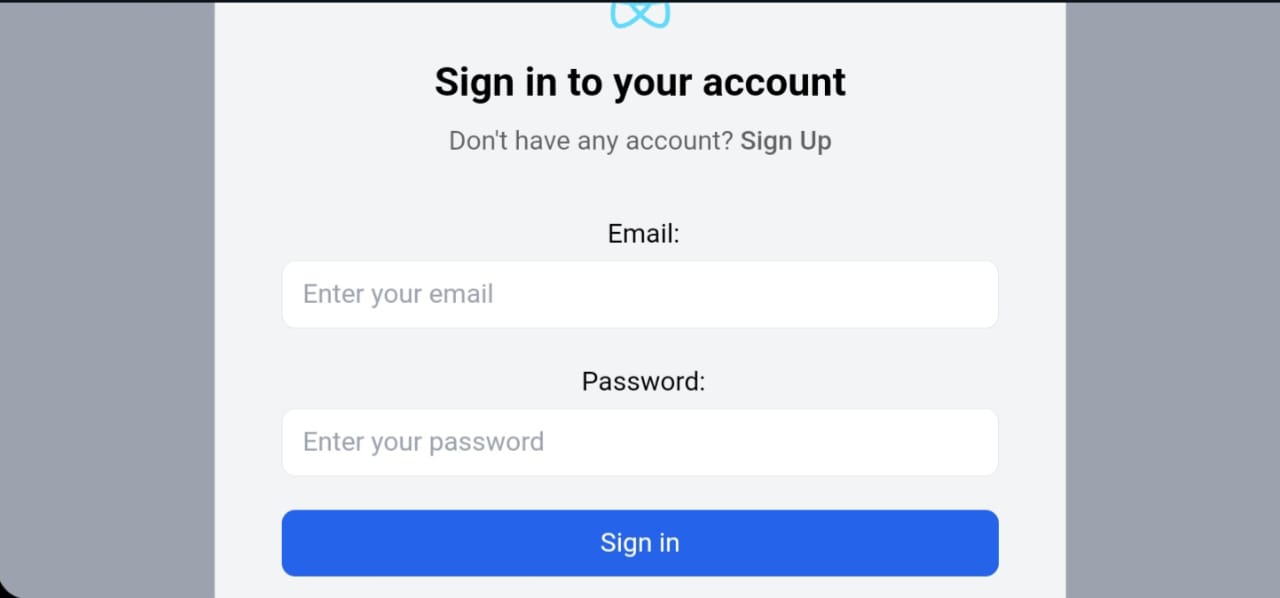 Sign in to your account
Don't have any account? Sign Up
Email:
Enter your email
Password:
Enter your password
Sign in